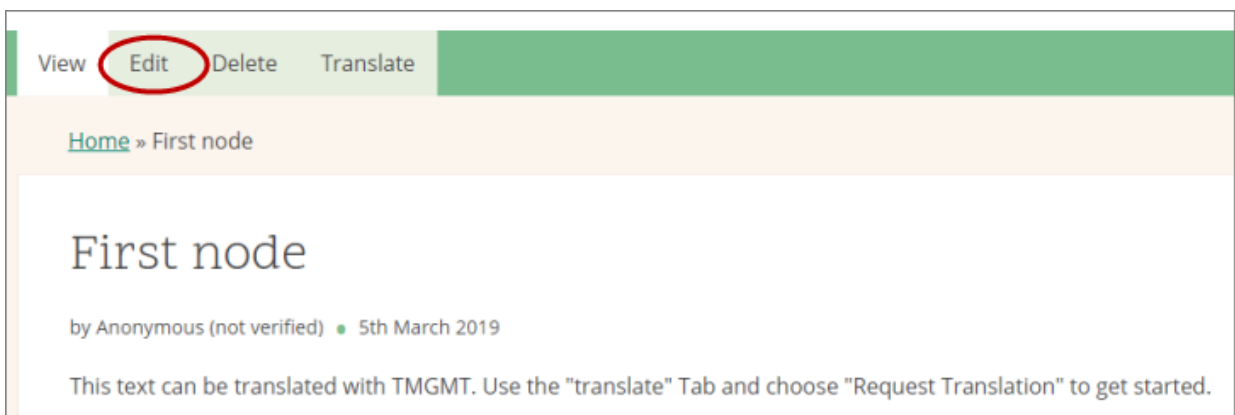 View Edit Delete Translate
Home » First node
First node
by Anonymous (not verified) • 5th March 2019
This text can be translated with TMGMT. Use the "translate" Tab and choose "Request Translation" to get started.